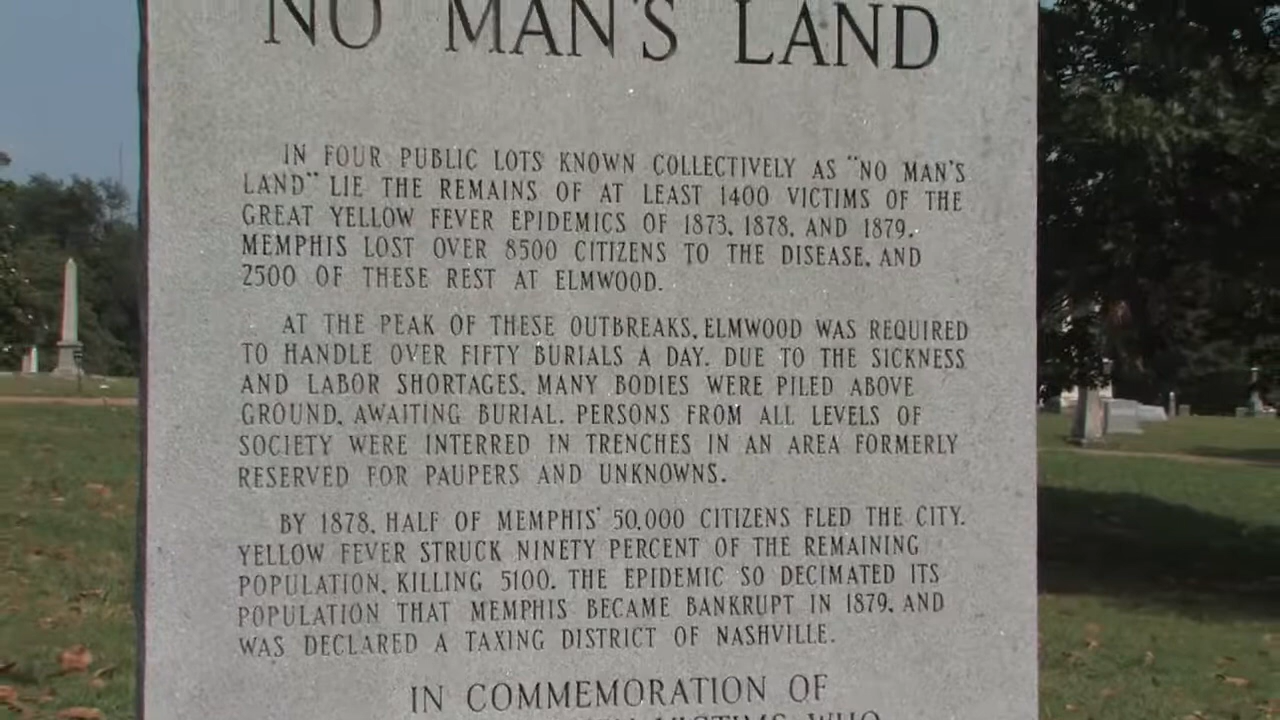 NO MAN'S LAND
IN FOUR PUBLIC LOTS KNOWN COLLECTIVELY AS "NO MAN'S
LAND" LIE THE REMAINS OF AT LEAST 1400 VICTIMS OF THE
GREAT YELLOW FEVER EPIDEMICS OF 1873, 1878, AND 1879.
MEMPHIS LOST OVER 8500 CITIZENS TO THE DISEASE, AND
2500 OF THESE REST AT ELMWOOD.
AT THE PEAK OF THESE OUTBREAKS, ELMWOOD WAS REQUIRED
TO HANDLE OVER FIFTY BURIALS A DAY. DUE TO THE SICKNESS
AND LABOR SHORTAGES, MANY BODIES WERE PILED ABOVE
GROUND, AWAITING BURIAL. PERSONS FROM ALL LEVELS OF
SOCIETY WERE INTERRED IN TRENCHES IN AN AREA FORMERLY
RESERVED FOR PAUPERS AND UNKNOWNS.
BY 1878, HALF OF MEMPHIS' 50,000 CITIZENS FLED THE CITY.
YELLOW FEVER STRUCK NINETY PERCENT OF THE REMAINING
POPULATION, KILLING 5100. THE EPIDEMIC SO DECIMATED ITS
POPULATION THAT MEMPHIS BECAME BANKRUPT IN 1879, AND
WAS DECLARED A TAXING DISTRICT OF NASHVILLE.
IN COMMEMORATION OF
VICTIMS WHO